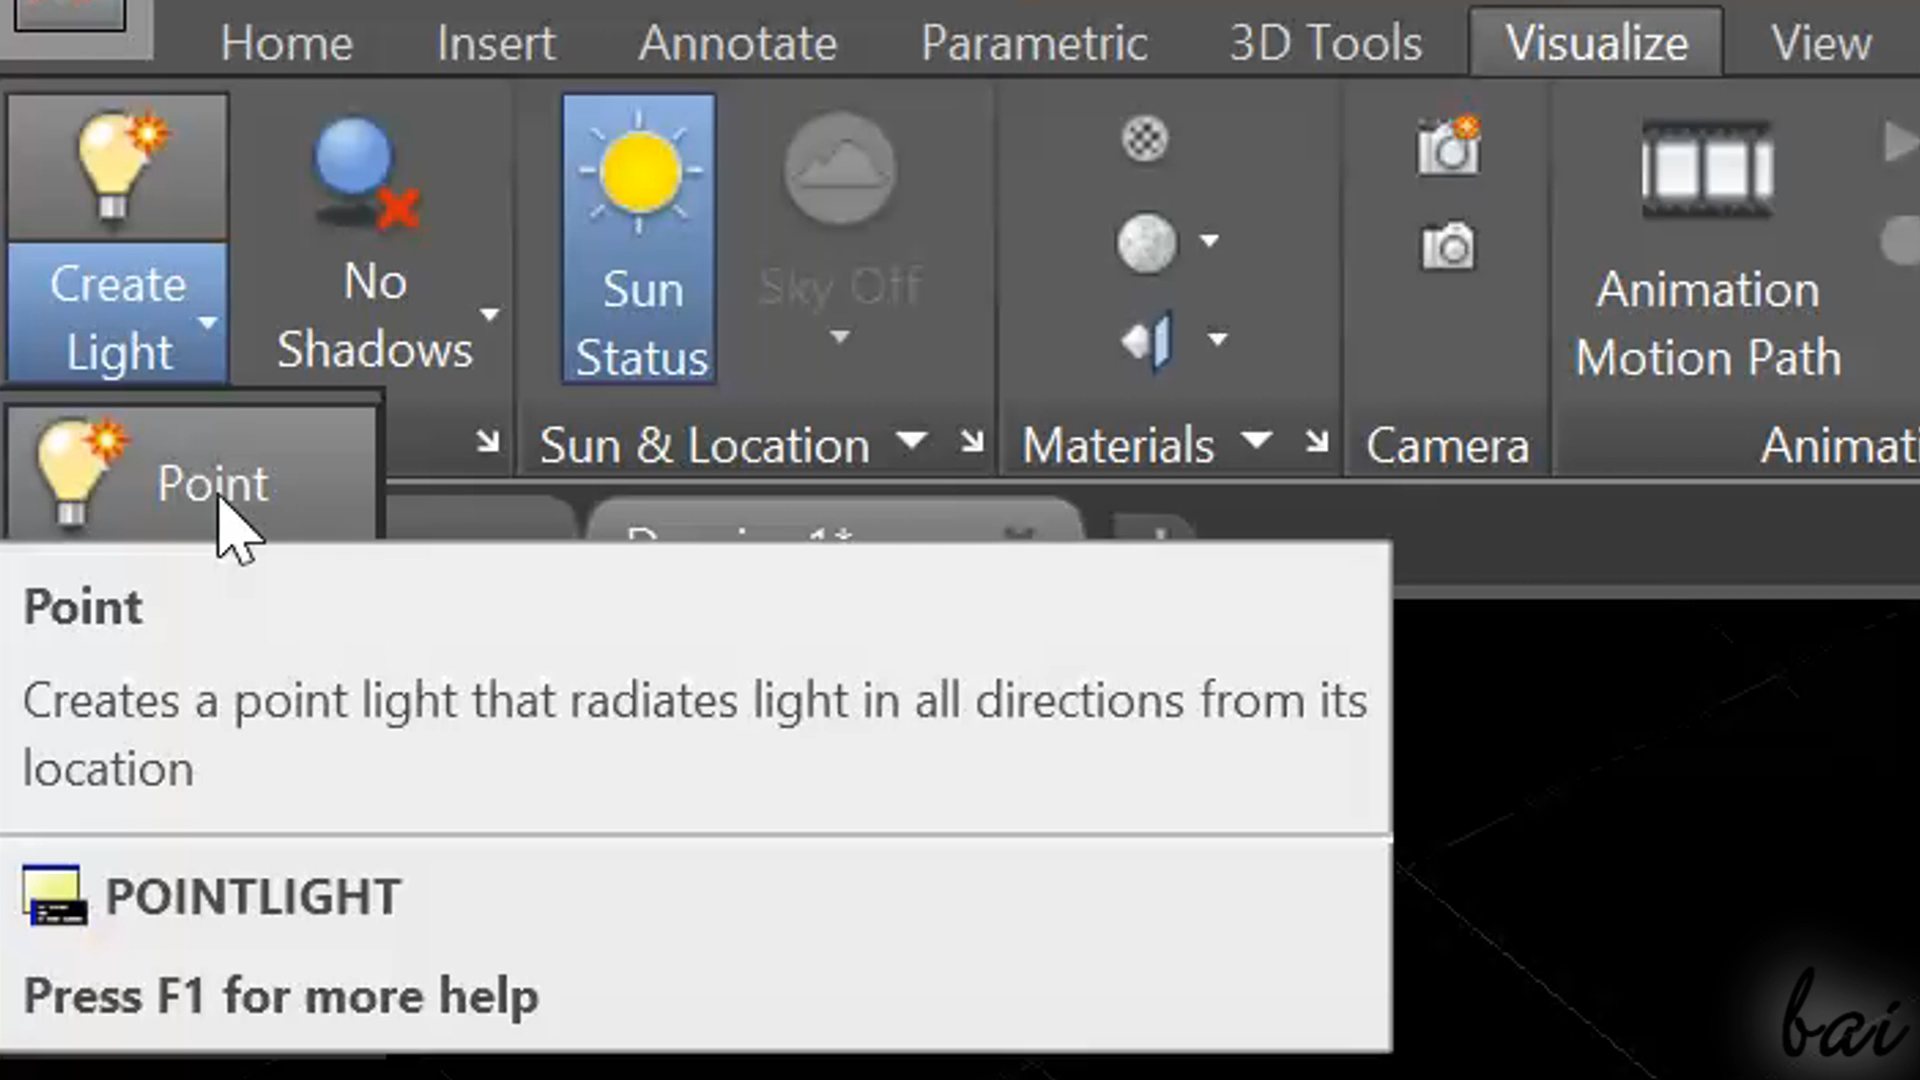 Home Insert Annotate Parametric 3D Tools Visualize View
Create
Light
No
Shadows
Sun
Status
Sky Off
Animation
Motion Path
Sun & Location Materials Camera
Point
Point
Creates a point light that radiates light in all directions from its
location
POINTLIGHT
Press F1 for more help
bai